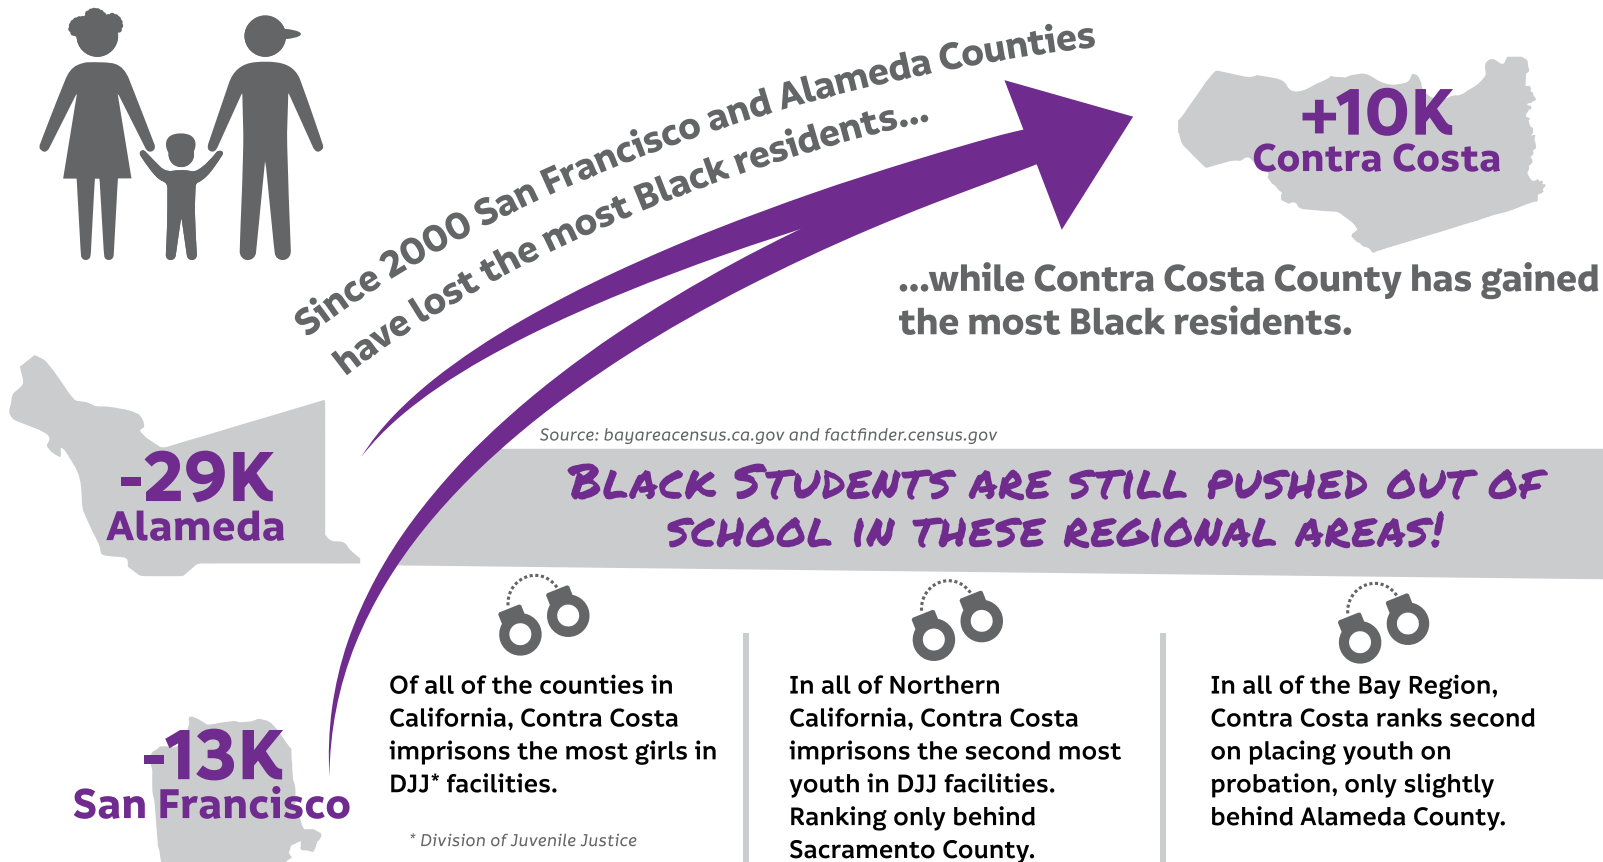 Since 2000 San Francisco and Alameda Counties
have lost the most Black residents...
+10K
Contra Costa
...while Contra Costa County has gained
the most Black residents.
-29K
Alameda
-13K
San Francisco
Source: bayareacensus.ca.gov and factfinder.census.gov
BLACK STUDENTS ARE STILL PUSHED OUT OF
SCHOOL IN THESE REGIONAL AREAS!
Of all of the counties in
California, Contra Costa
imprisons the most girls in
DJJ* facilities.
* Division of Juvenile Justice
In all of Northern
California, Contra Costa
imprisons the second most
youth in DJJ facilities.
Ranking only behind
Sacramento County.
In all of the Bay Region,
Contra Costa ranks second
on placing youth on
probation, only slightly
behind Alameda County.